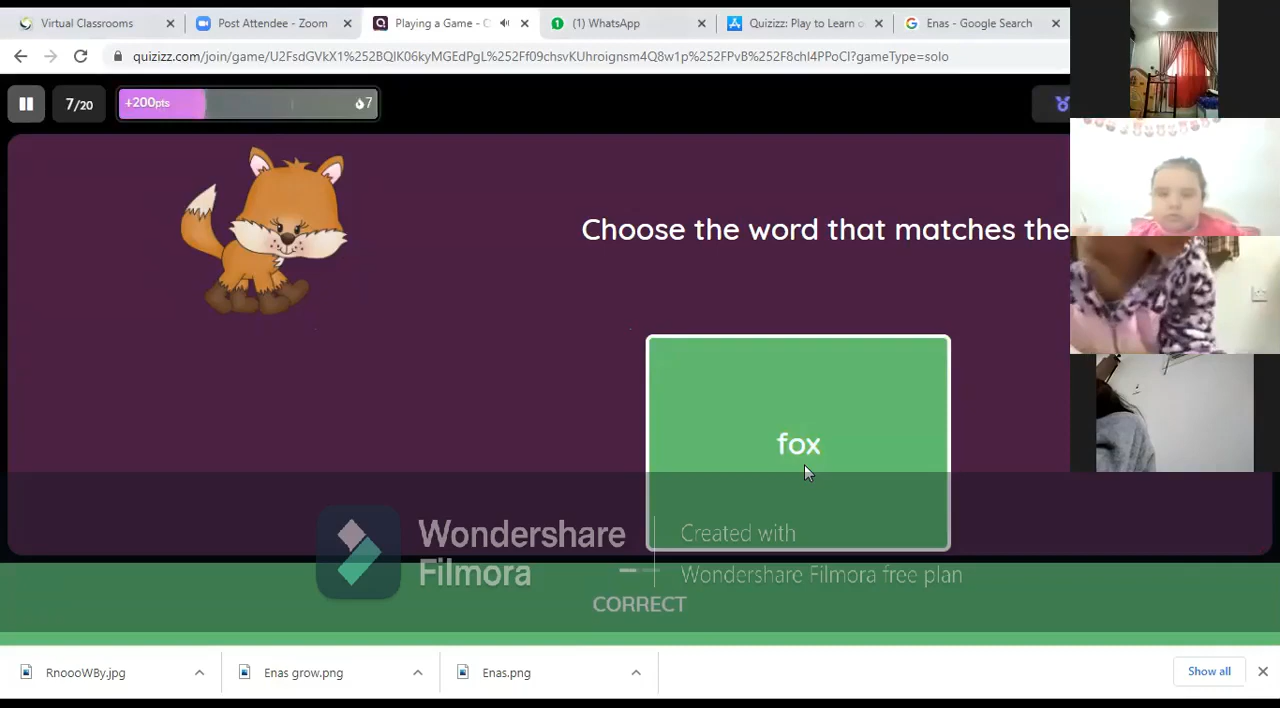 Virtual Classrooms
Post Attendee - Zoom
Playing a Game - Q
(1) WhatsApp
Quizizz: Play to Learn o
Enas - Google Search
quizizz.com/join/game/U2FsdGVkX1%252BQlK06kyMGEdPgL%252Ff09chsvKUhroignsm4Q8w1p%252FPvB%252F8chl4PPoCl?gameType=solo
7/20
+200pts
7
Choose the word that matches the
fox
Wondershare
Filmora
Created with
Wondershare Filmora free plan
CORRECT
RnoooWBy.jpg
Enas grow.png
Enas.png
Show all